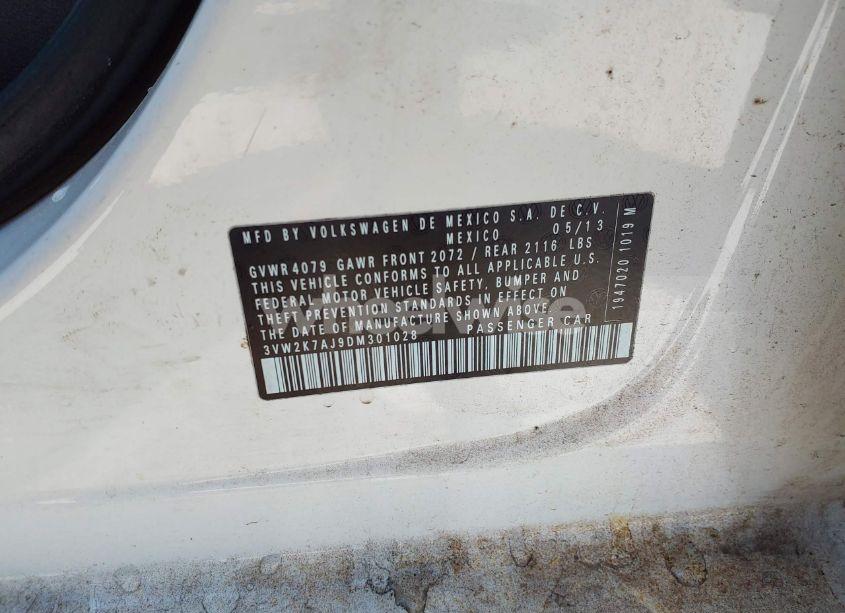 MFD BY VOLKSWAGEN DE MEXICO S.A. DE C.V.
MEXICO 05/13
GVWR 4079 GAWR FRONT 2072 / REAR 2116 LBS
THIS VEHICLE CONFORMS TO ALL APPLICABLE U.S.
FEDERAL MOTOR VEHICLE SAFETY, BUMPER AND
THEFT PREVENTION STANDARDS IN EFFECT ON
THE DATE OF MANUFACTURE SHOWN ABOVE.
3VW2K7AJ9DM301028 PASSENGER CAR
1947020 1019 M